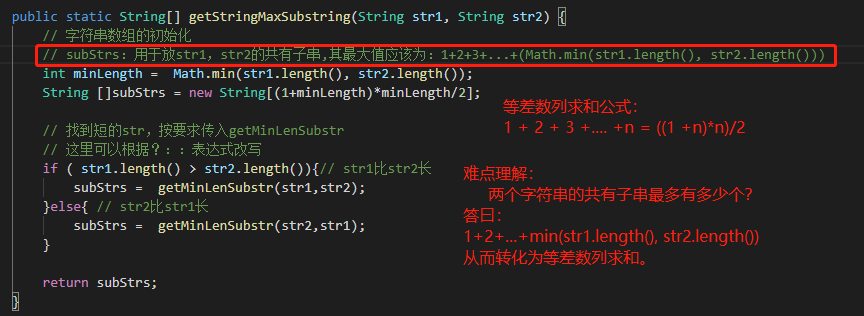 public static String[] getStringMaxSubstring(String str1, String str2) {
// 字符串数组的初始化
// subStrs: 用于放str1, str2的共有子串,其最大值应该为: 1+2+3+...+(Math.min(str1.length(), str2.length()))
int minLength =  Math.min(str1.length(), str2.length());
String []subStrs = new String[(1+minLength)*minLength/2];
等差数列求和公式:
1 + 2 + 3 +.... +n = ((1 +n)*n)/2
// 找到短的str, 按要求传入getMinLenSubstr
// 这里可以根据?::表达式改写
if ( str1.length() > str2.length()){// str1比str2长
subStrs =  getMinLenSubstr(str1,str2);
}else{ // str2比str1长
subStrs =  getMinLenSubstr(str2,str1);
}
return subStrs;
}
难点理解:
两个字符串的共有子串最多有多少个?
答曰:
1+2+...+min(str1.length(), str2.length())
从而转化为等差数列求和。